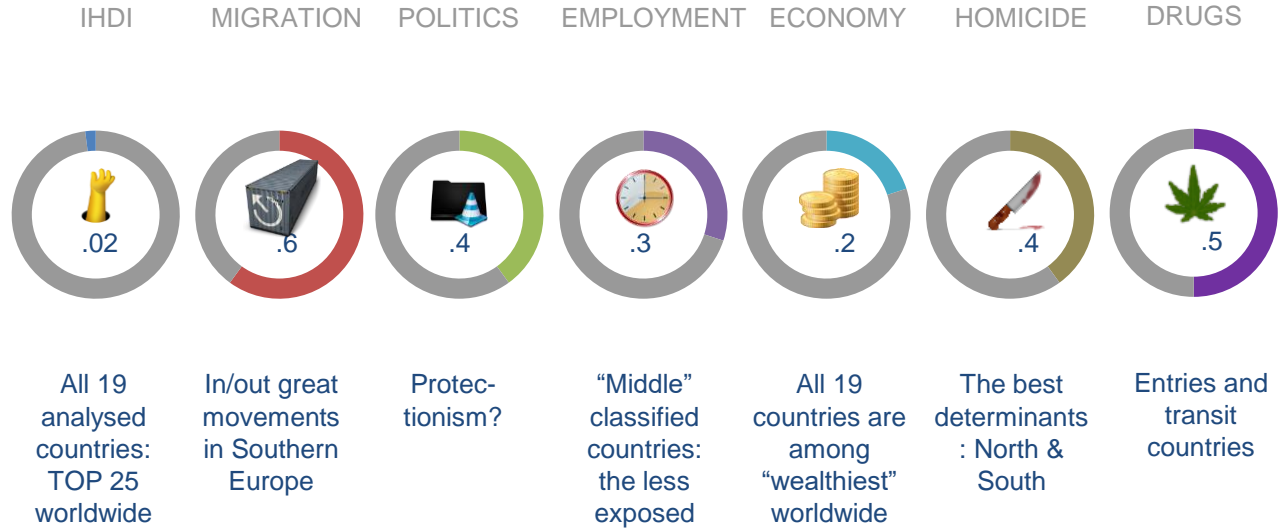 IHDI
MIGRATION
POLITICS
EMPLOYMENT
ECONOMY
HOMICIDE
DRUGS
.02
.6
.4
.3
.2
.4
.5
All 19
analysed
countries:
TOP 25
worldwide
In/out great
movements
in Southern
Europe
Protec-
tionism?
“Middle”
classified
countries:
the less
exposed
All 19
countries are
among
“wealthiest”
worldwide
The best
determinants
: North &
South
Entries and
transit
countries